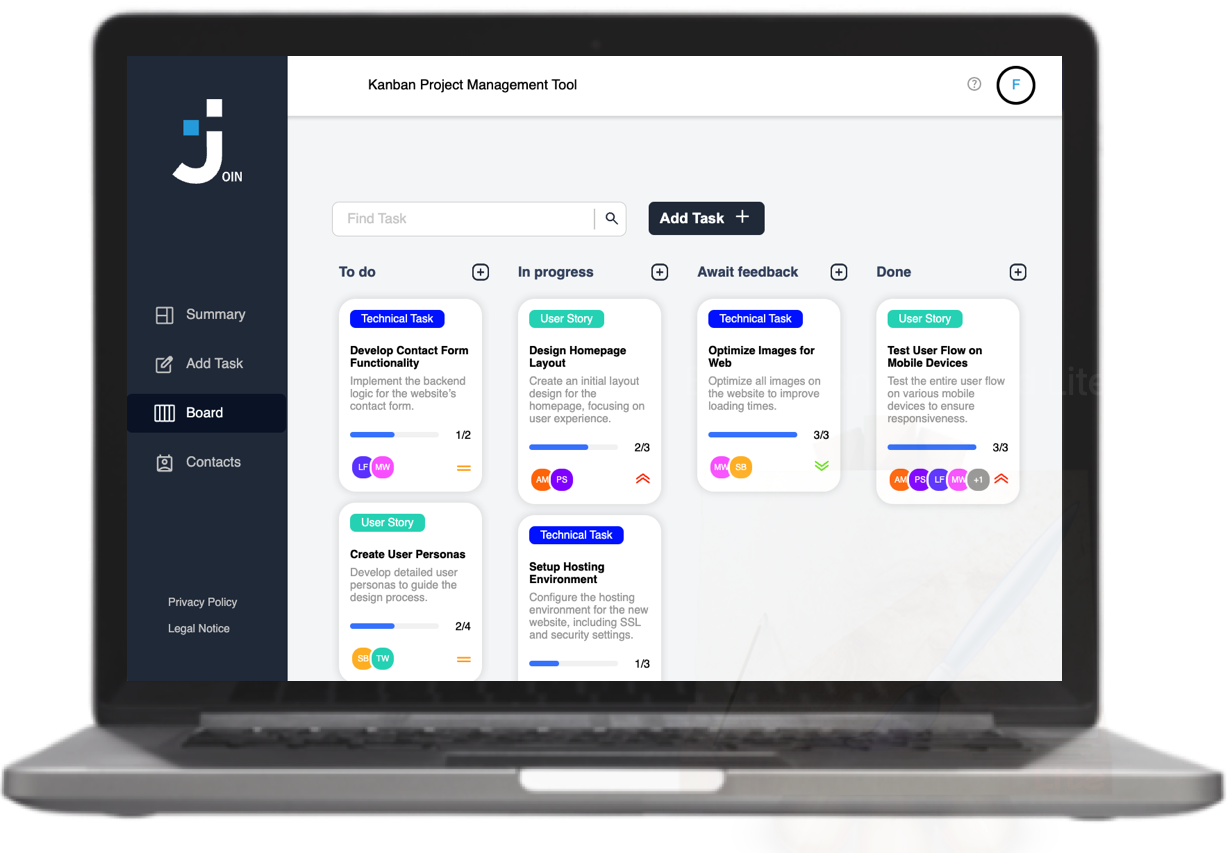 Kanban Project Management Tool
?
F
J
OIN
Find Task
Add Task +
Summary
Add Task
Board
Contacts
Privacy Policy
Legal Notice
To do
Technical Task
Develop Contact Form
Functionality
Implement the backend
logic for the website's
contact form.
1/2
LF MW
User Story
Create User Personas
Develop detailed user
personas to guide the
design process.
2/4
SB TW
In progress
User Story
Design Homepage
Layout
Create an initial layout
design for the
homepage, focusing on
user experience.
2/3
AM PS
Technical Task
Setup Hosting
Environment
Configure the hosting
environment for the new
website, including SSL
and security settings.
1/3
Await feedback
Technical Task
Optimize Images for
Web
Optimize all images on
the website to improve
loading times.
3/3
MW SB
Done
User Story
Test User Flow on
Mobile Devices
Test the entire user flow
on various mobile
devices to ensure
responsiveness.
3/3
AM PS LF MW +1